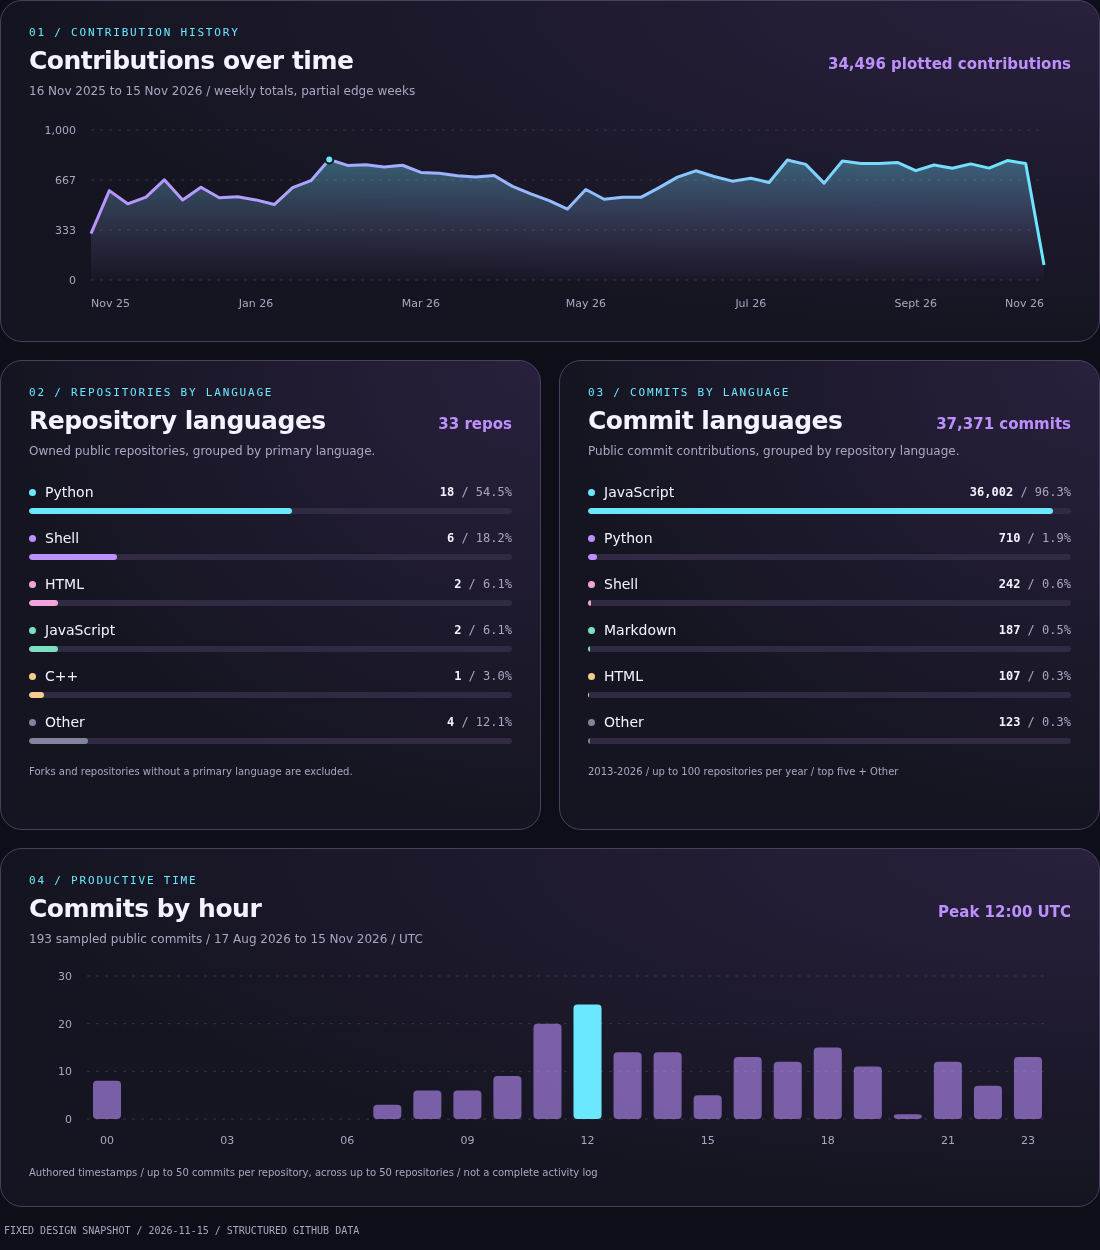 01 / CONTRIBUTION HISTORY
Contributions over time
34,496 plotted contributions
16 Nov 2025 to 15 Nov 2026 / weekly totals, partial edge weeks
1,000
667
333
0
Nov 25 Jan 26 Mar 26 May 26 Jul 26 Sept 26 Nov 26
02 / REPOSITORIES BY LANGUAGE
Repository languages
33 repos
Owned public repositories, grouped by primary language.
Python 18 / 54.5%
Shell 6 / 18.2%
HTML 2 / 6.1%
JavaScript 2 / 6.1%
C++ 1 / 3.0%
Other 4 / 12.1%
Forks and repositories without a primary language are excluded.
03 / COMMITS BY LANGUAGE
Commit languages
37,371 commits
Public commit contributions, grouped by repository language.
JavaScript 36,002 / 96.3%
Python 710 / 1.9%
Shell 242 / 0.6%
Markdown 187 / 0.5%
HTML 107 / 0.3%
Other 123 / 0.3%
2013-2026 / up to 100 repositories per year / top five + Other
04 / PRODUCTIVE TIME
Commits by hour
Peak 12:00 UTC
193 sampled public commits / 17 Aug 2026 to 15 Nov 2026 / UTC
30
20
10
0
00 03 06 09 12 15 18 21 23
Authored timestamps / up to 50 commits per repository, across up to 50 repositories / not a complete activity log
FIXED DESIGN SNAPSHOT / 2026-11-15 / STRUCTURED GITHUB DATA